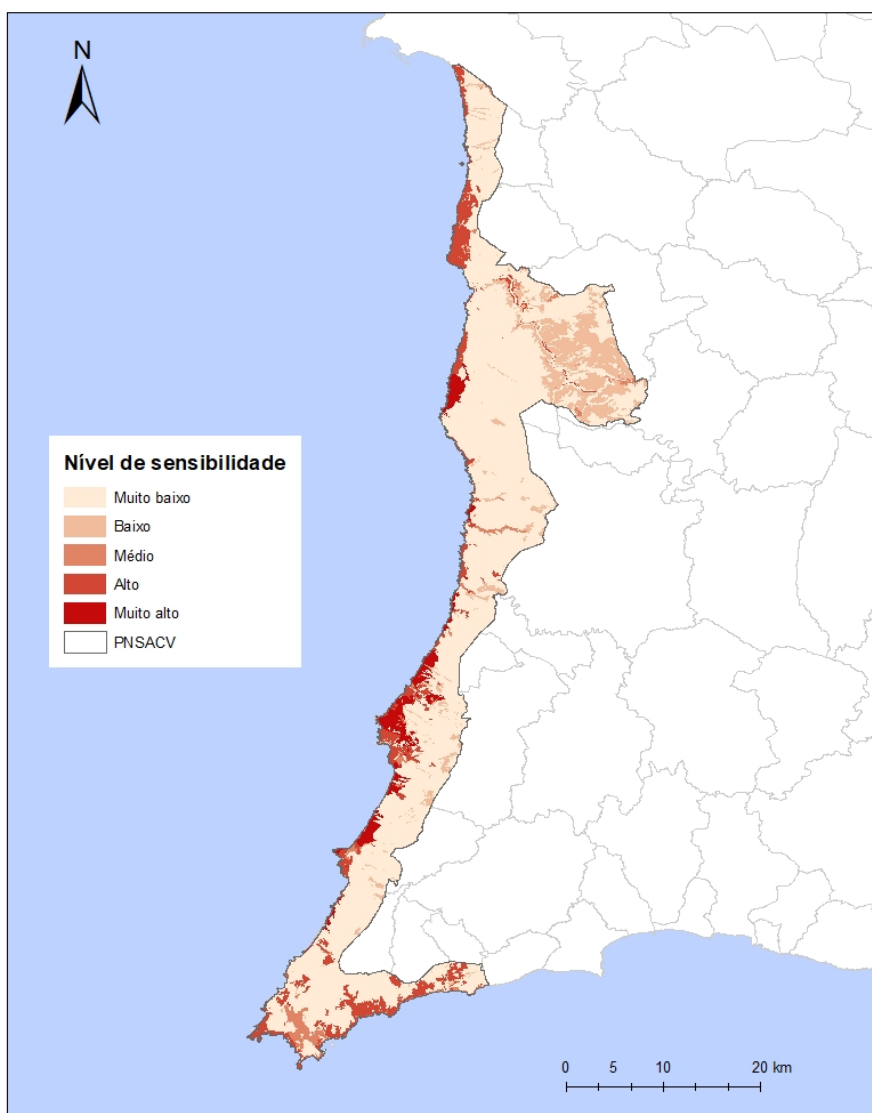 N
Nível de sensibilidade
Muito baixo
Baixo
Médio
Alto
Muito alto
PNSACV
0 5 10 20 km